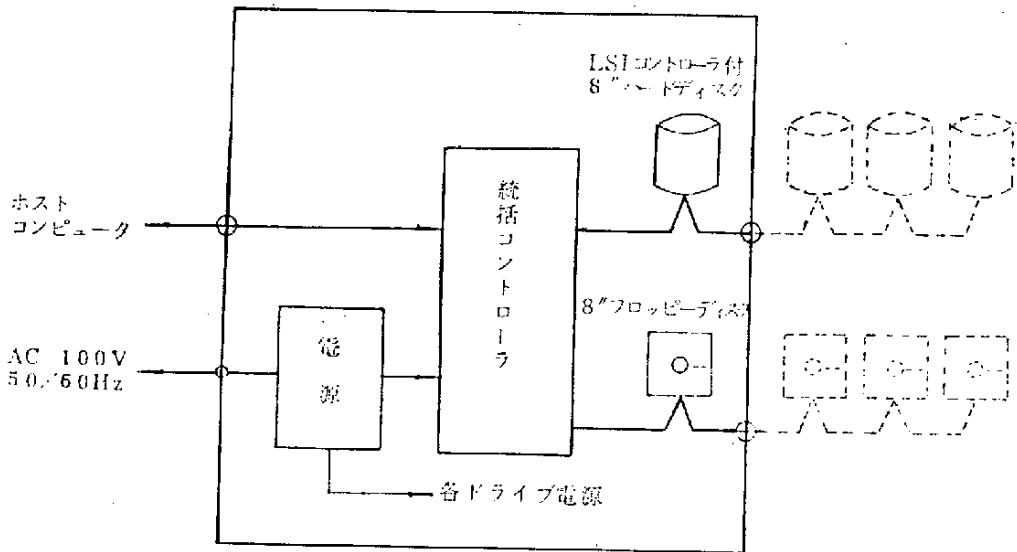 LSIコントローラ付
8″ハードディスク
ホスト
コンピュータ
統括コントローラ
8″フロッピーディスク
AC 100V
50/60Hz
電源
各ドライブ電源